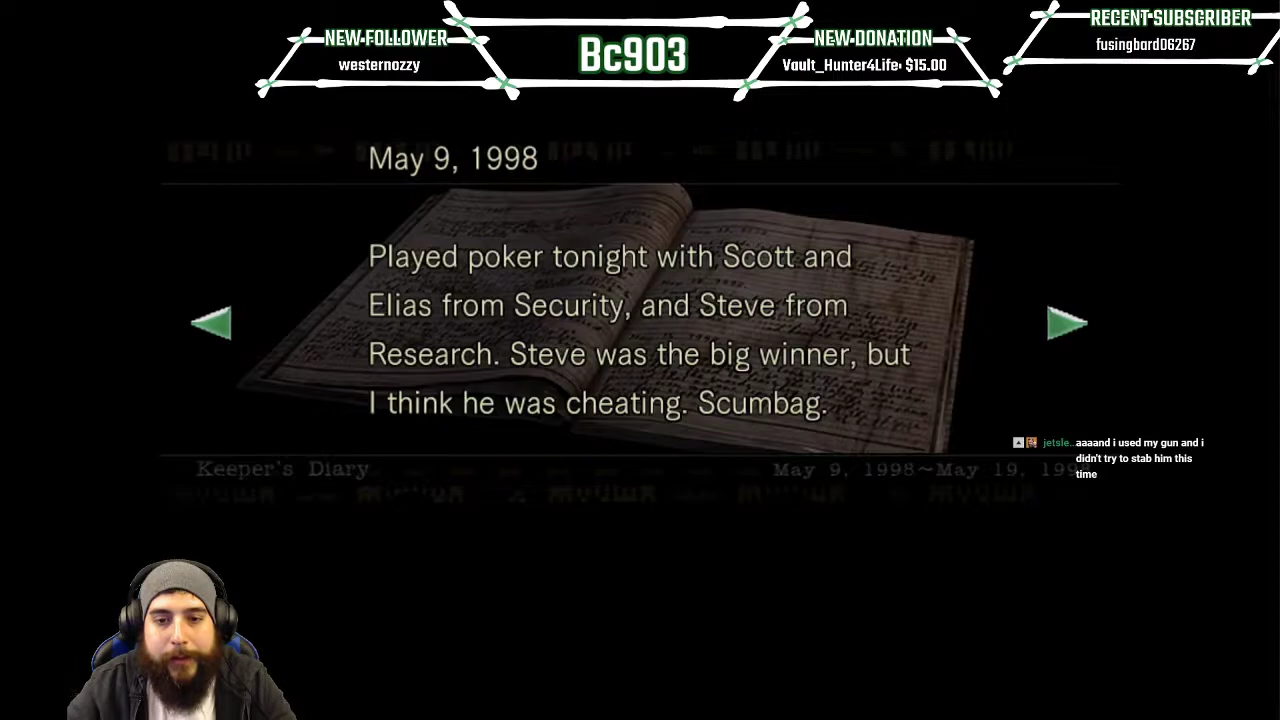 NEW FOLLOWER
westernozzy
Bc903
NEW DONATION
Vault_Hunter4Life: $15.00
RECENT SUBSCRIBER
fusingbard06267
May 9, 1998
Played poker tonight with Scott and
Elias from Security, and Steve from
Research. Steve was the big winner, but
I think he was cheating. Scumbag.
jetsle... aaaand i used my gun and i
didn't try to stab him this
time
Keeper's Diary
May 9, 1998~May 19, 1998